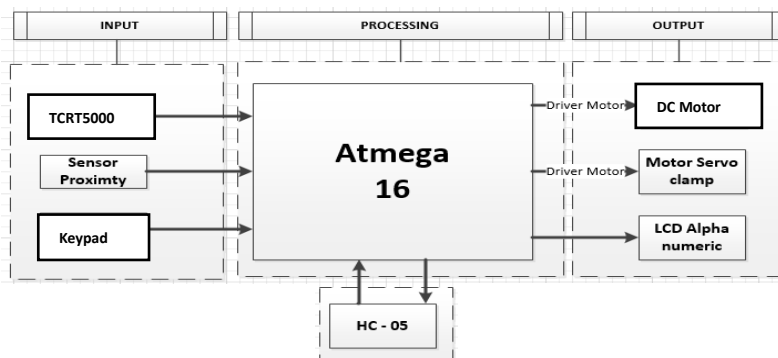 INPUT
PROCESSING
OUTPUT
TCRT5000
Sensor
Proximty
Keypad
Atmega
16
Driver Motor
Driver Motor
DC Motor
Motor Servo
clamp
LCD Alpha
numeric
HC - 05